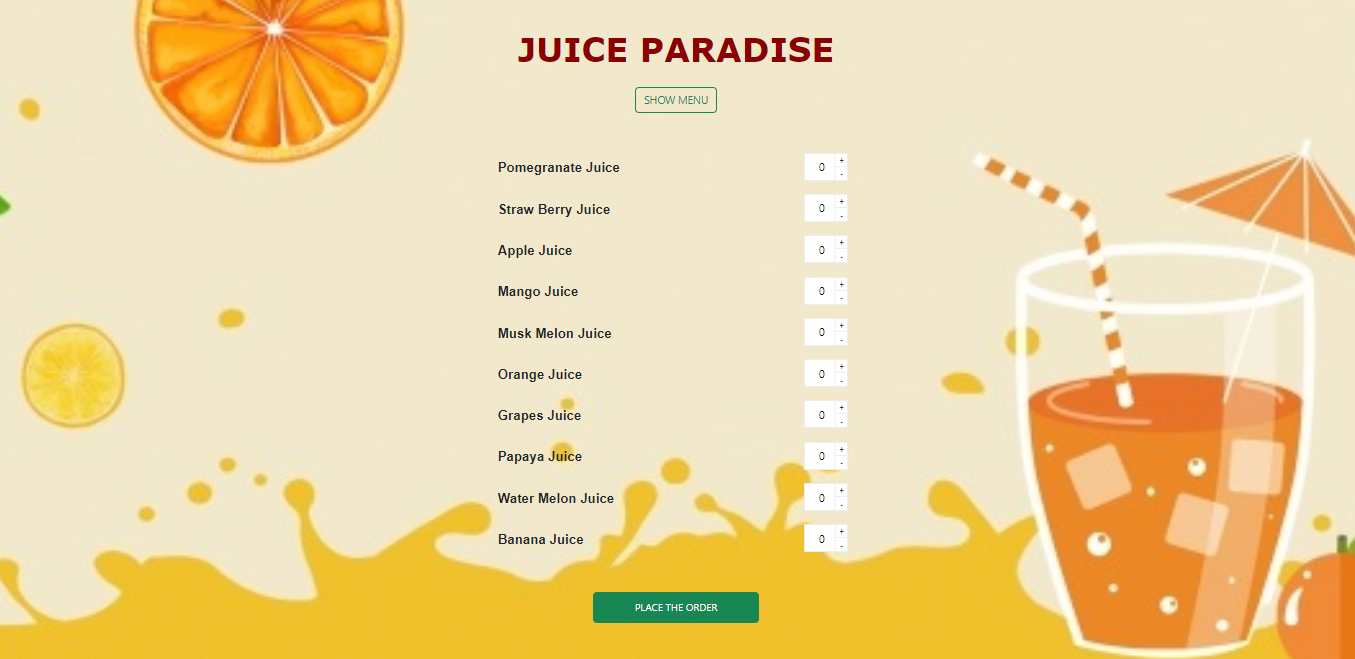 JUICE PARADISE
SHOW MENU
Pomegranate Juice 0 + -
Straw Berry Juice 0 + -
Apple Juice 0 + -
Mango Juice 0 + -
Musk Melon Juice 0 + -
Orange Juice 0 + -
Grapes Juice 0 + -
Papaya Juice 0 + -
Water Melon Juice 0 + -
Banana Juice 0 + -
PLACE THE ORDER